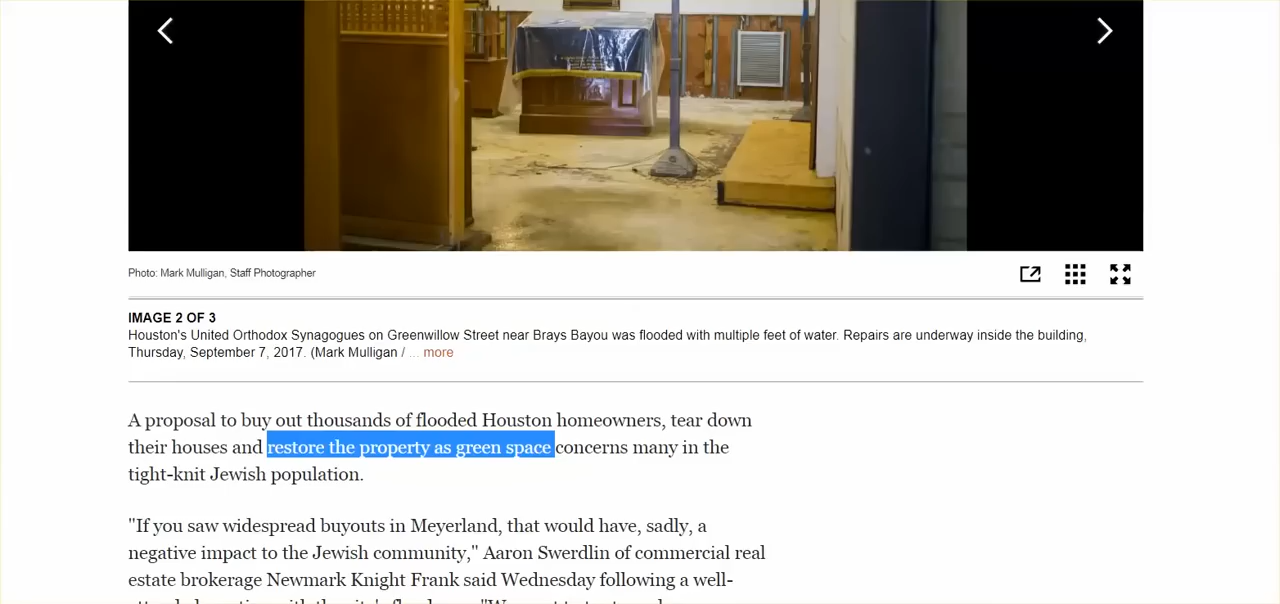 Photo: Mark Mulligan, Staff Photographer
IMAGE 2 OF 3
Houston's United Orthodox Synagogues on Greenwillow Street near Brays Bayou was flooded with multiple feet of water. Repairs are underway inside the building,
Thursday, September 7, 2017. (Mark Mulligan / ... more
A proposal to buy out thousands of flooded Houston homeowners, tear down
their houses and restore the property as green space concerns many in the
tight-knit Jewish population.
"If you saw widespread buyouts in Meyerland, that would have, sadly, a
negative impact to the Jewish community," Aaron Swerdlin of commercial real
estate brokerage Newmark Knight Frank said Wednesday following a well-